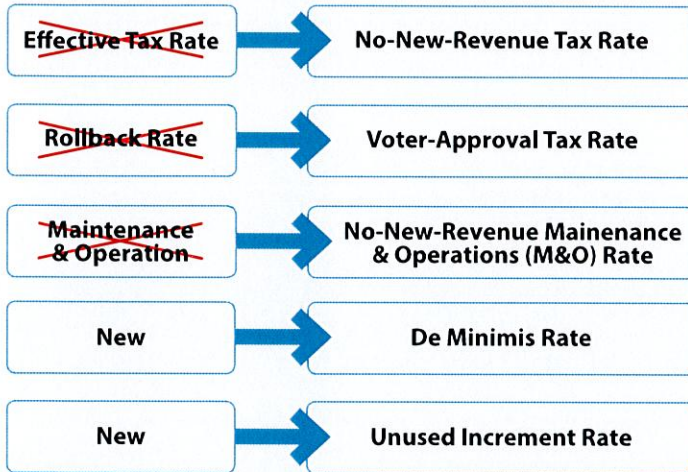 Effective Tax Rate
No-New-Revenue Tax Rate
Rollback Rate
Voter-Approval Tax Rate
Maintenance
& Operation
No-New-Revenue Mainenance
& Operations (M&O) Rate
New
De Minimis Rate
New
Unused Increment Rate